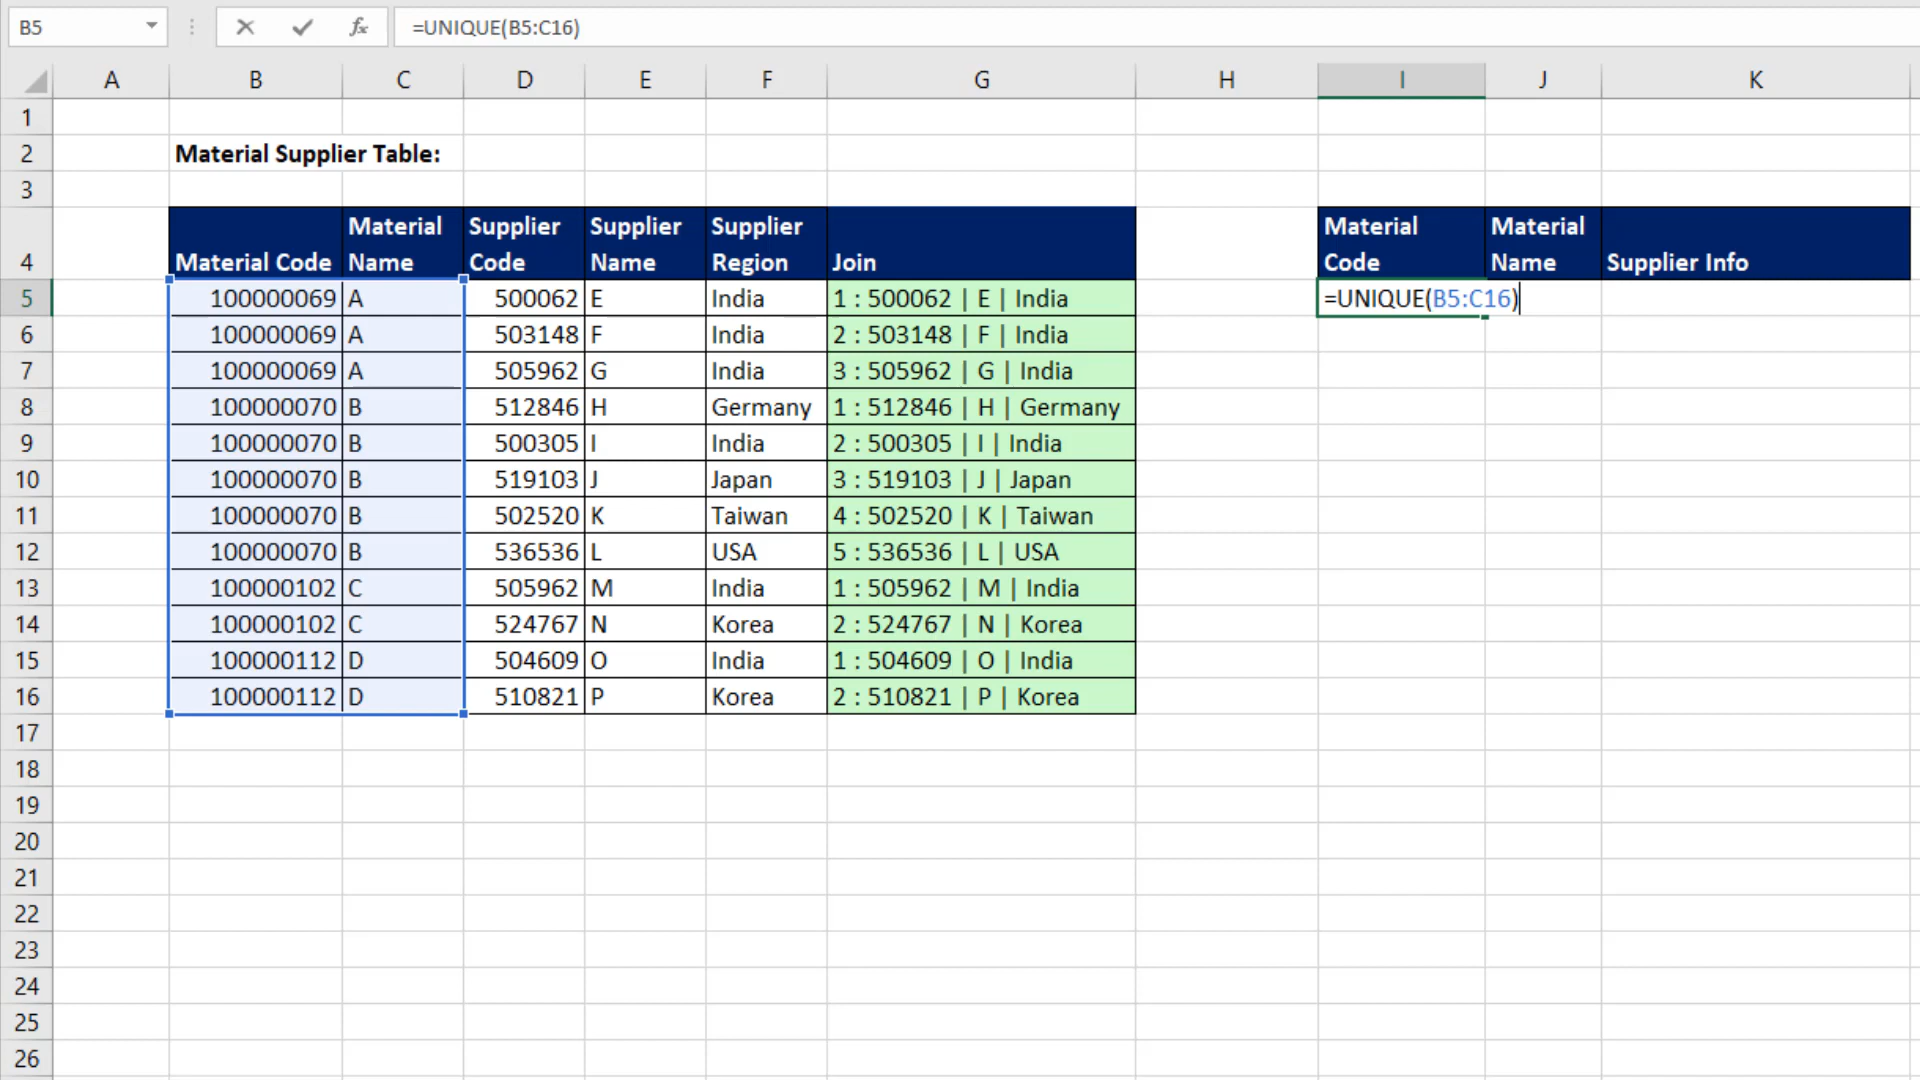 B5 fx =UNIQUE(B5:C16)
A B C D E F G H I J K
1
2 Material Supplier Table:
3
Material Supplier Supplier Supplier Material Material
4 Material Code Name Code Name Region Join Code Name Supplier Info
5 100000069 A 500062 E India 1 : 500062 | E | India =UNIQUE(B5:C16)
6 100000069 A 503148 F India 2 : 503148 | F | India
7 100000069 A 505962 G India 3 : 505962 | G | India
8 100000070 B 512846 H Germany 1 : 512846 | H | Germany
9 100000070 B 500305 I India 2 : 500305 | I | India
10 100000070 B 519103 J Japan 3 : 519103 | J | Japan
11 100000070 B 502520 K Taiwan 4 : 502520 | K | Taiwan
12 100000070 B 536536 L USA 5 : 536536 | L | USA
13 100000102 C 505962 M India 1 : 505962 | M | India
14 100000102 C 524767 N Korea 2 : 524767 | N | Korea
15 100000112 D 504609 O India 1 : 504609 | O | India
16 100000112 D 510821 P Korea 2 : 510821 | P | Korea
17
18
19
20
21
22
23
24
25
26